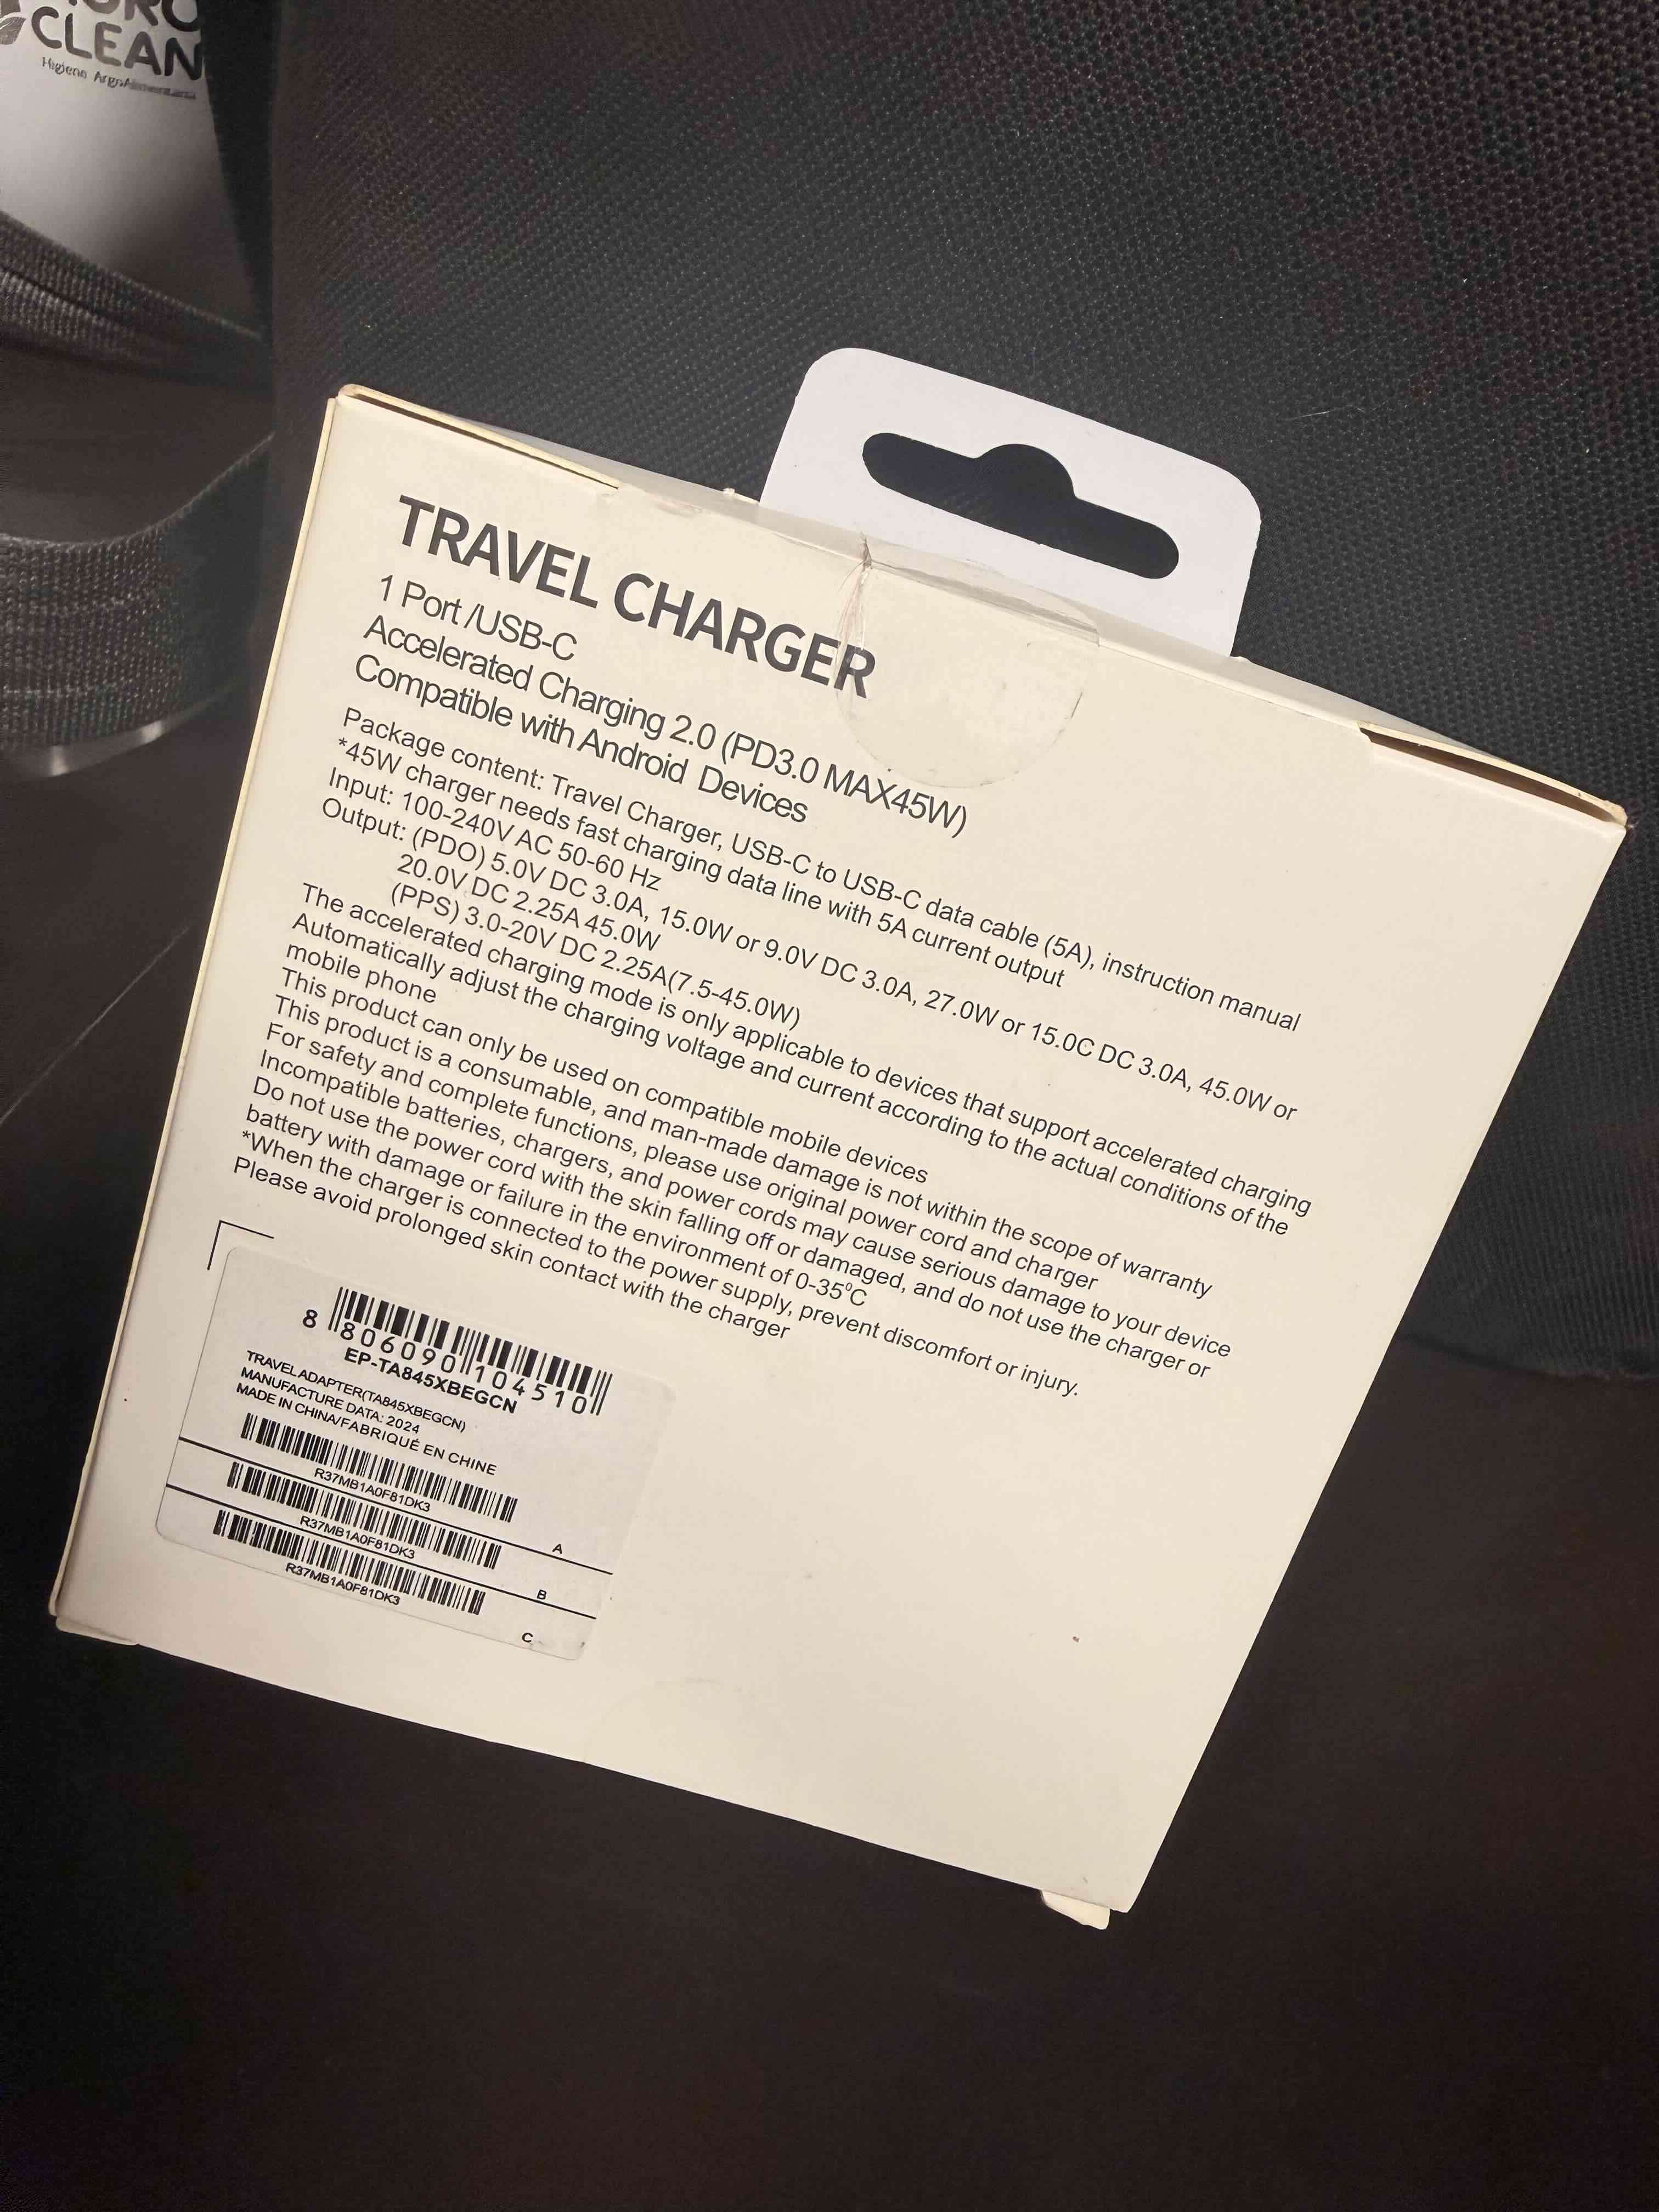 CLEAN
Higiene
TRAVEL CHARGER
1 Port /USB-C
Accelerated Charging 2.0 (PD3.0 MAX45W)
Compatible with Android Devices
Package content: Travel Charger, USB-C to USB-C data cable (5A), instruction manual
*45W charger needs fast charging data line with 5A current output
Input: 100-240V AC 50-60 Hz
Output: (PDO) 5.0V DC 3.0A, 15.0W or 9.0V DC 3.0A, 27.0W or 15.0C DC 3.0A, 45.0W or
20.0V DC 2.25A 45.0W
(PPS) 3.0-20V DC 2.25A(7.5-45.0W)
The accelerated charging mode is only applicable to devices that support accelerated charging
Automatically adjust the charging voltage and current according to the actual conditions of the
mobile phone
This product can only be used on compatible mobile devices
This product is a consumable, and man-made damage is not within the scope of warranty
For safety and complete functions, please use original power cord and charger
Incompatible batteries, chargers, and power cords may cause serious damage to your device
Do not use the power cord with the skin falling off or damaged, and do not use the charger or
battery with damage or failure in the environment of 0-35°C
*When the charger is connected to the power supply, prevent discomfort or injury.
Please avoid prolonged skin contact with the charger
8 806090 104510
EP-TA845XBEGCN
TRAVEL ADAPTER(TA845XBEGCN)
MANUFACTURE DATA: 2024
MADE IN CHINA/FABRIQUÉ EN CHINE
R37MB1A0F81DK3
A
R37MB1A0F81DK3
B
R37MB1A0F81DK3
C